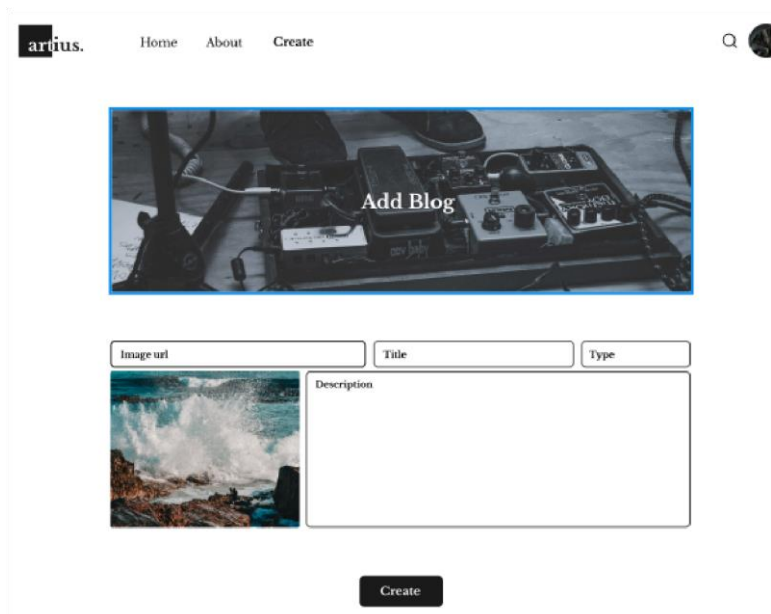 artius.
Home About Create
Add Blog
Image url Title Type
Description
Create